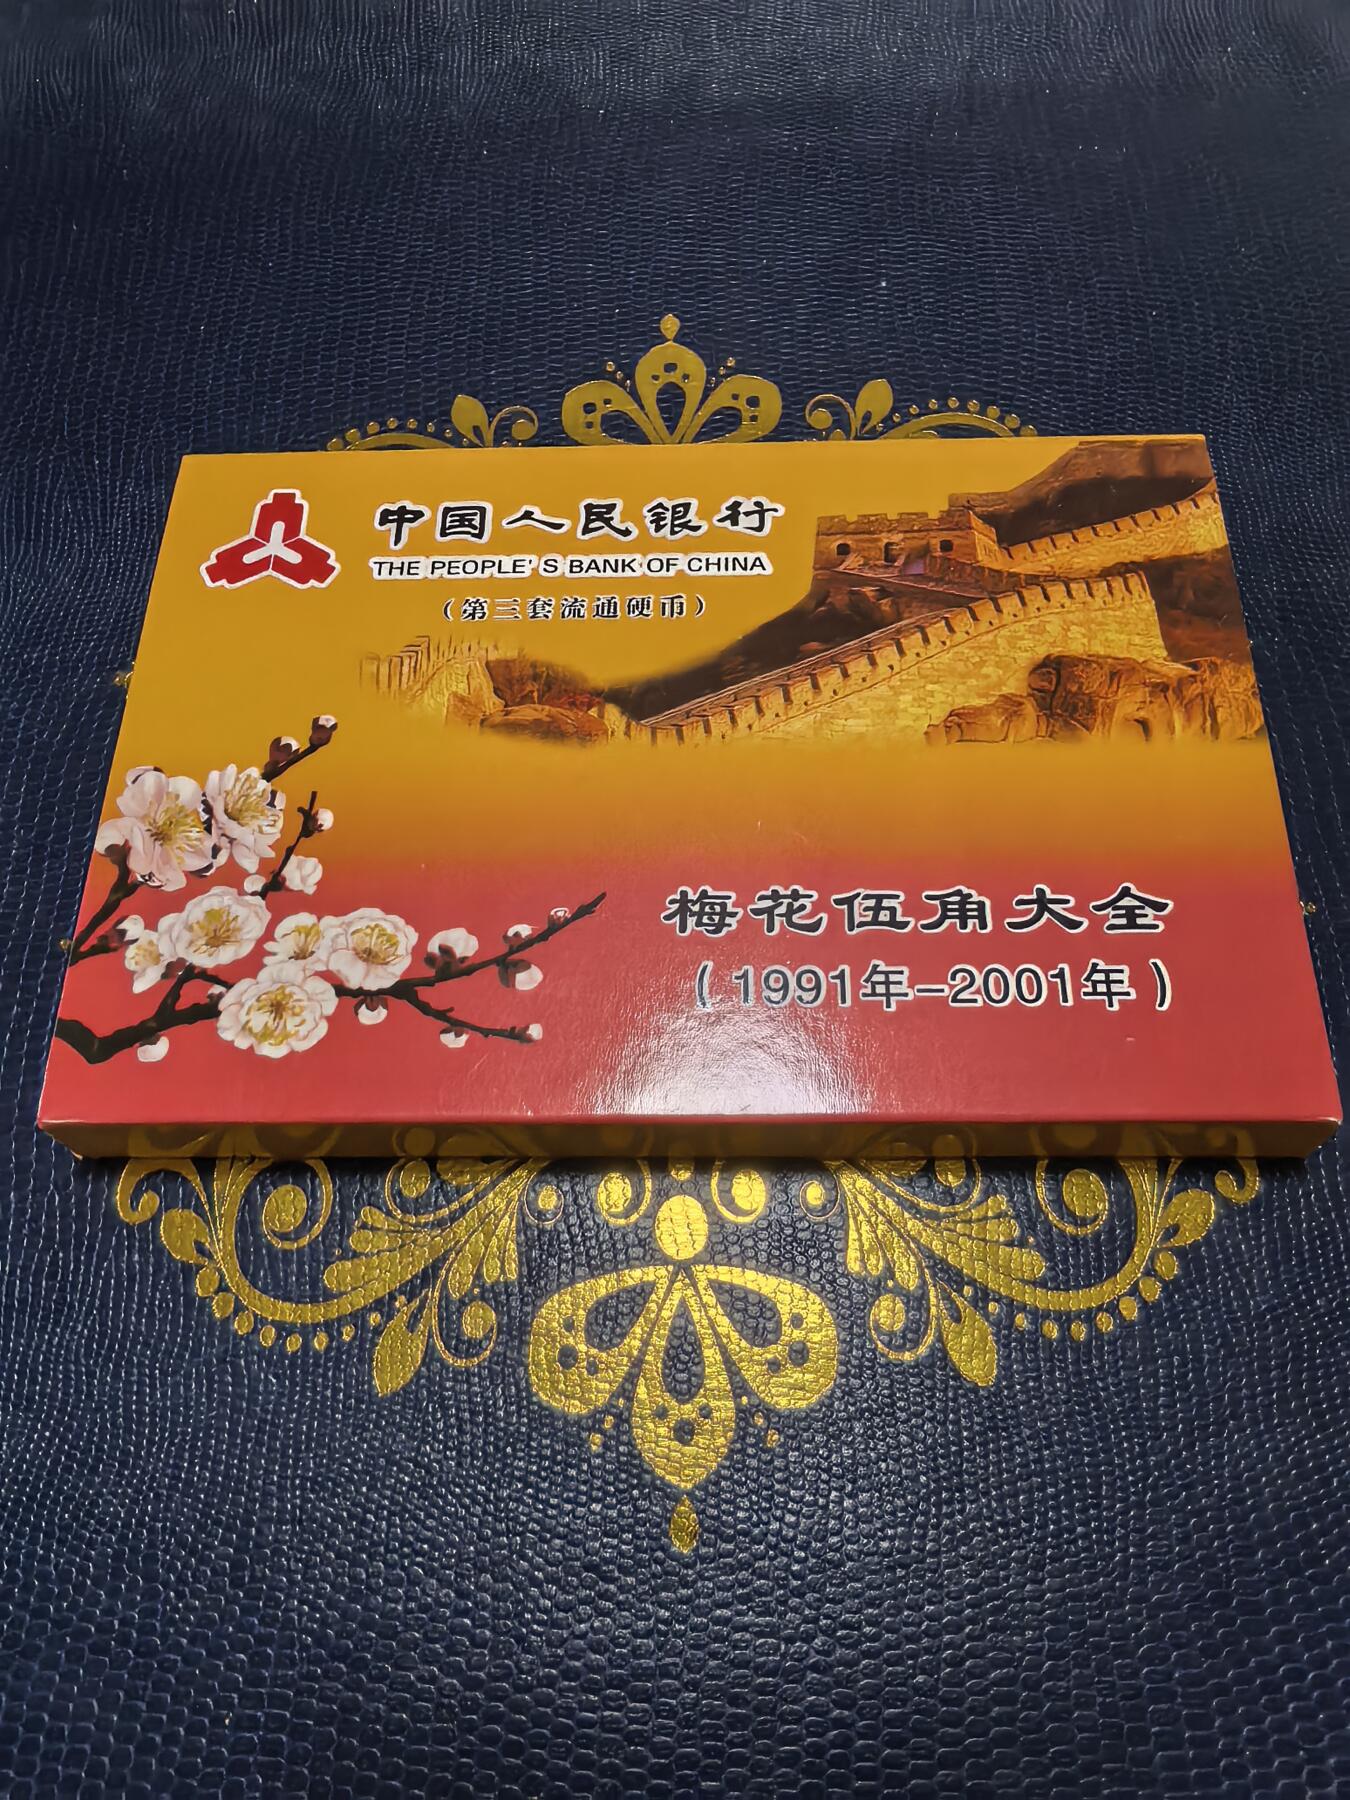 中国人民银行
THE PEOPLE' S BANK OF CHINA
（第三套流通硬币）
梅花伍角大全
（1991年-2001年）